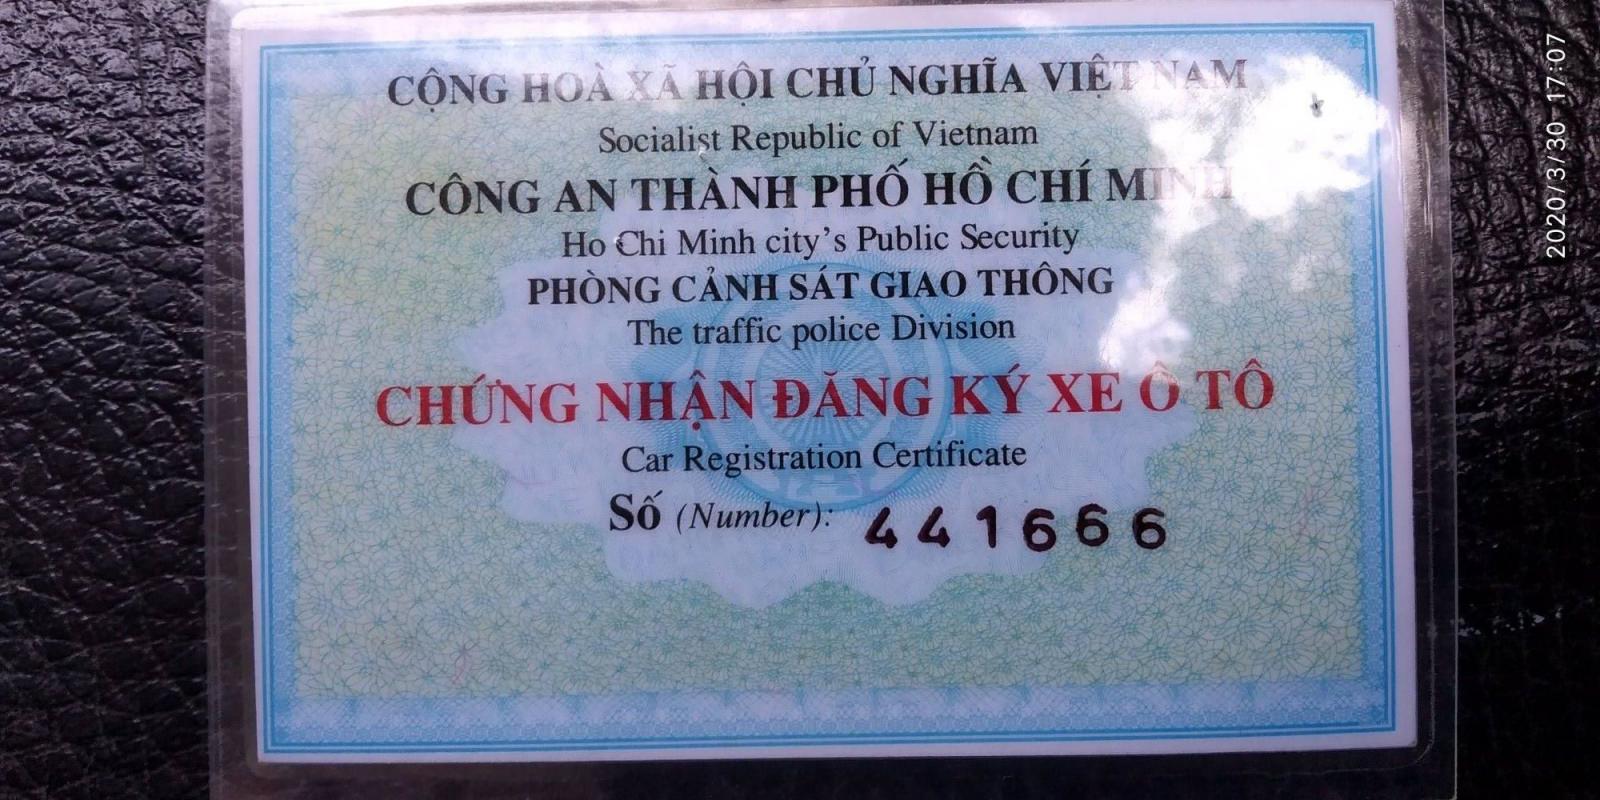 CỘNG HOÀ XÃ HỘI CHỦ NGHĨA VIỆT NAM
Socialist Republic of Vietnam
CÔNG AN THÀNH PHỐ HỒ CHÍ MINH
Ho Chi Minh city's Public Security
PHÒNG CẢNH SÁT GIAO THÔNG
The traffic police Division
CHỨNG NHẬN ĐĂNG KÝ XE Ô TÔ
Car Registration Certificate
Số (Number): 441666
2020/3/30 17:07